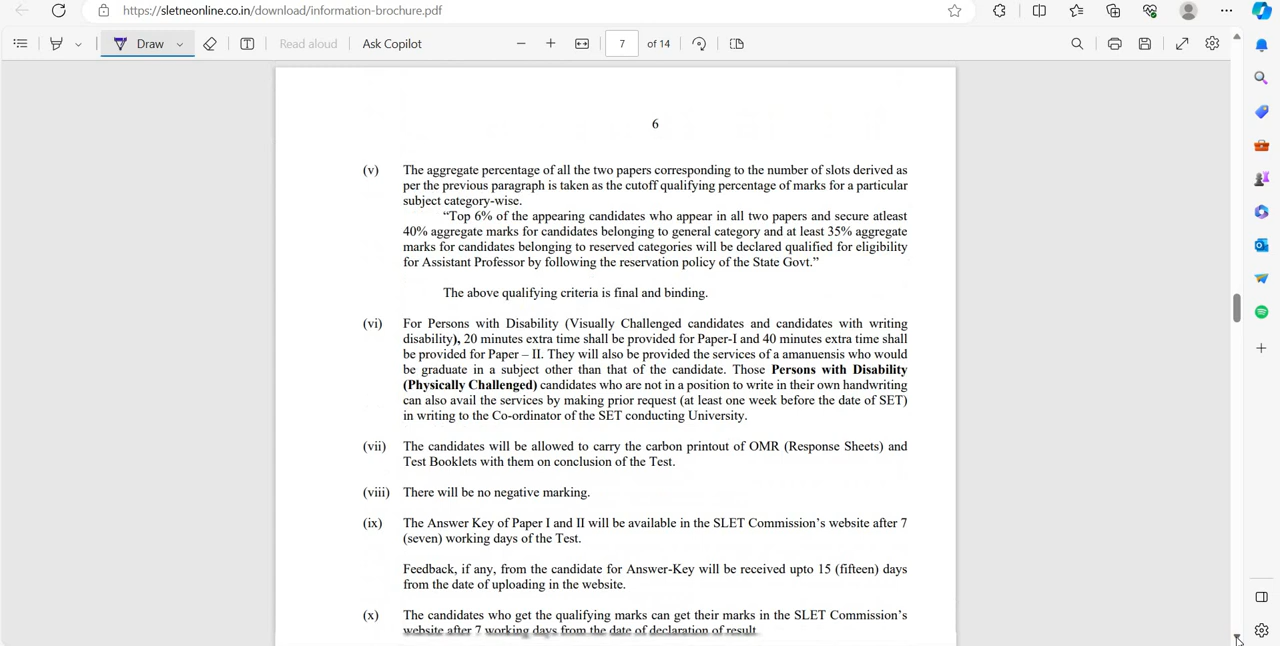 https://sletneonline.co.in/download/information-brochure.pdf
Draw
Read aloud
Ask Copilot
7
of 14
6
(v) The aggregate percentage of all the two papers corresponding to the number of slots derived as
per the previous paragraph is taken as the cutoff qualifying percentage of marks for a particular
subject category-wise.
“Top 6% of the appearing candidates who appear in all two papers and secure atleast
40% aggregate marks for candidates belonging to general category and at least 35% aggregate
marks for candidates belonging to reserved categories will be declared qualified for eligibility
for Assistant Professor by following the reservation policy of the State Govt.”
The above qualifying criteria is final and binding.
(vi) For Persons with Disability (Visually Challenged candidates and candidates with writing
disability), 20 minutes extra time shall be provided for Paper-I and 40 minutes extra time shall
be provided for Paper – II. They will also be provided the services of a amanuensis who would
be graduate in a subject other than that of the candidate. Those Persons with Disability
(Physically Challenged) candidates who are not in a position to write in their own handwriting
can also avail the services by making prior request (at least one week before the date of SET)
in writing to the Co-ordinator of the SET conducting University.
(vii) The candidates will be allowed to carry the carbon printout of OMR (Response Sheets) and
Test Booklets with them on conclusion of the Test.
(viii) There will be no negative marking.
(ix) The Answer Key of Paper I and II will be available in the SLET Commission’s website after 7
(seven) working days of the Test.
Feedback, if any, from the candidate for Answer-Key will be received upto 15 (fifteen) days
from the date of uploading in the website.
(x) The candidates who get the qualifying marks can get their marks in the SLET Commission’s
website after 7 working days from the date of declaration of result.